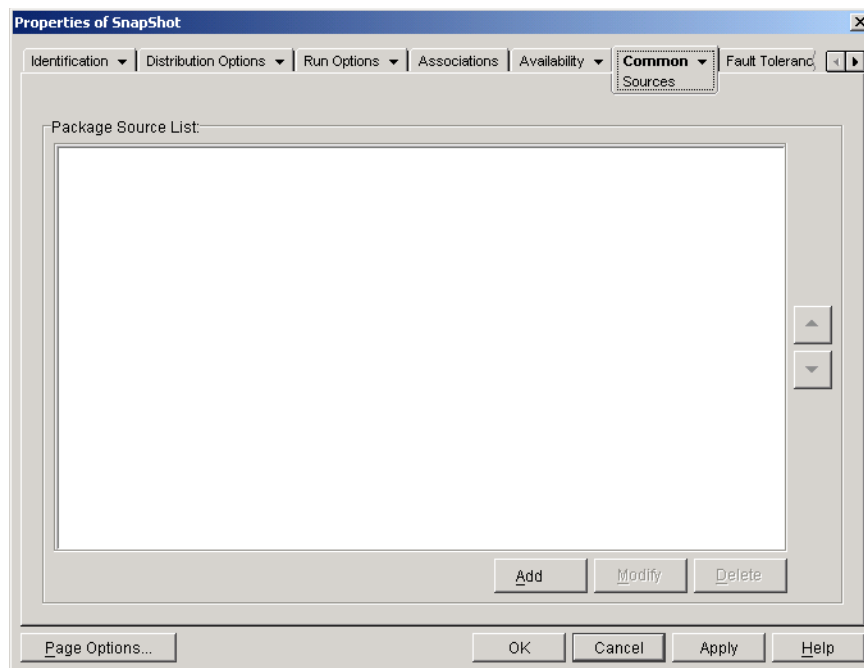 Properties of SnapShot
Identification
Distribution Options
Run Options
Associations
Availability
Common
Fault Toleranc
Sources
Package Source List:
Add
Modify
Delete
Page Options...
OK
Cancel
Apply
Help